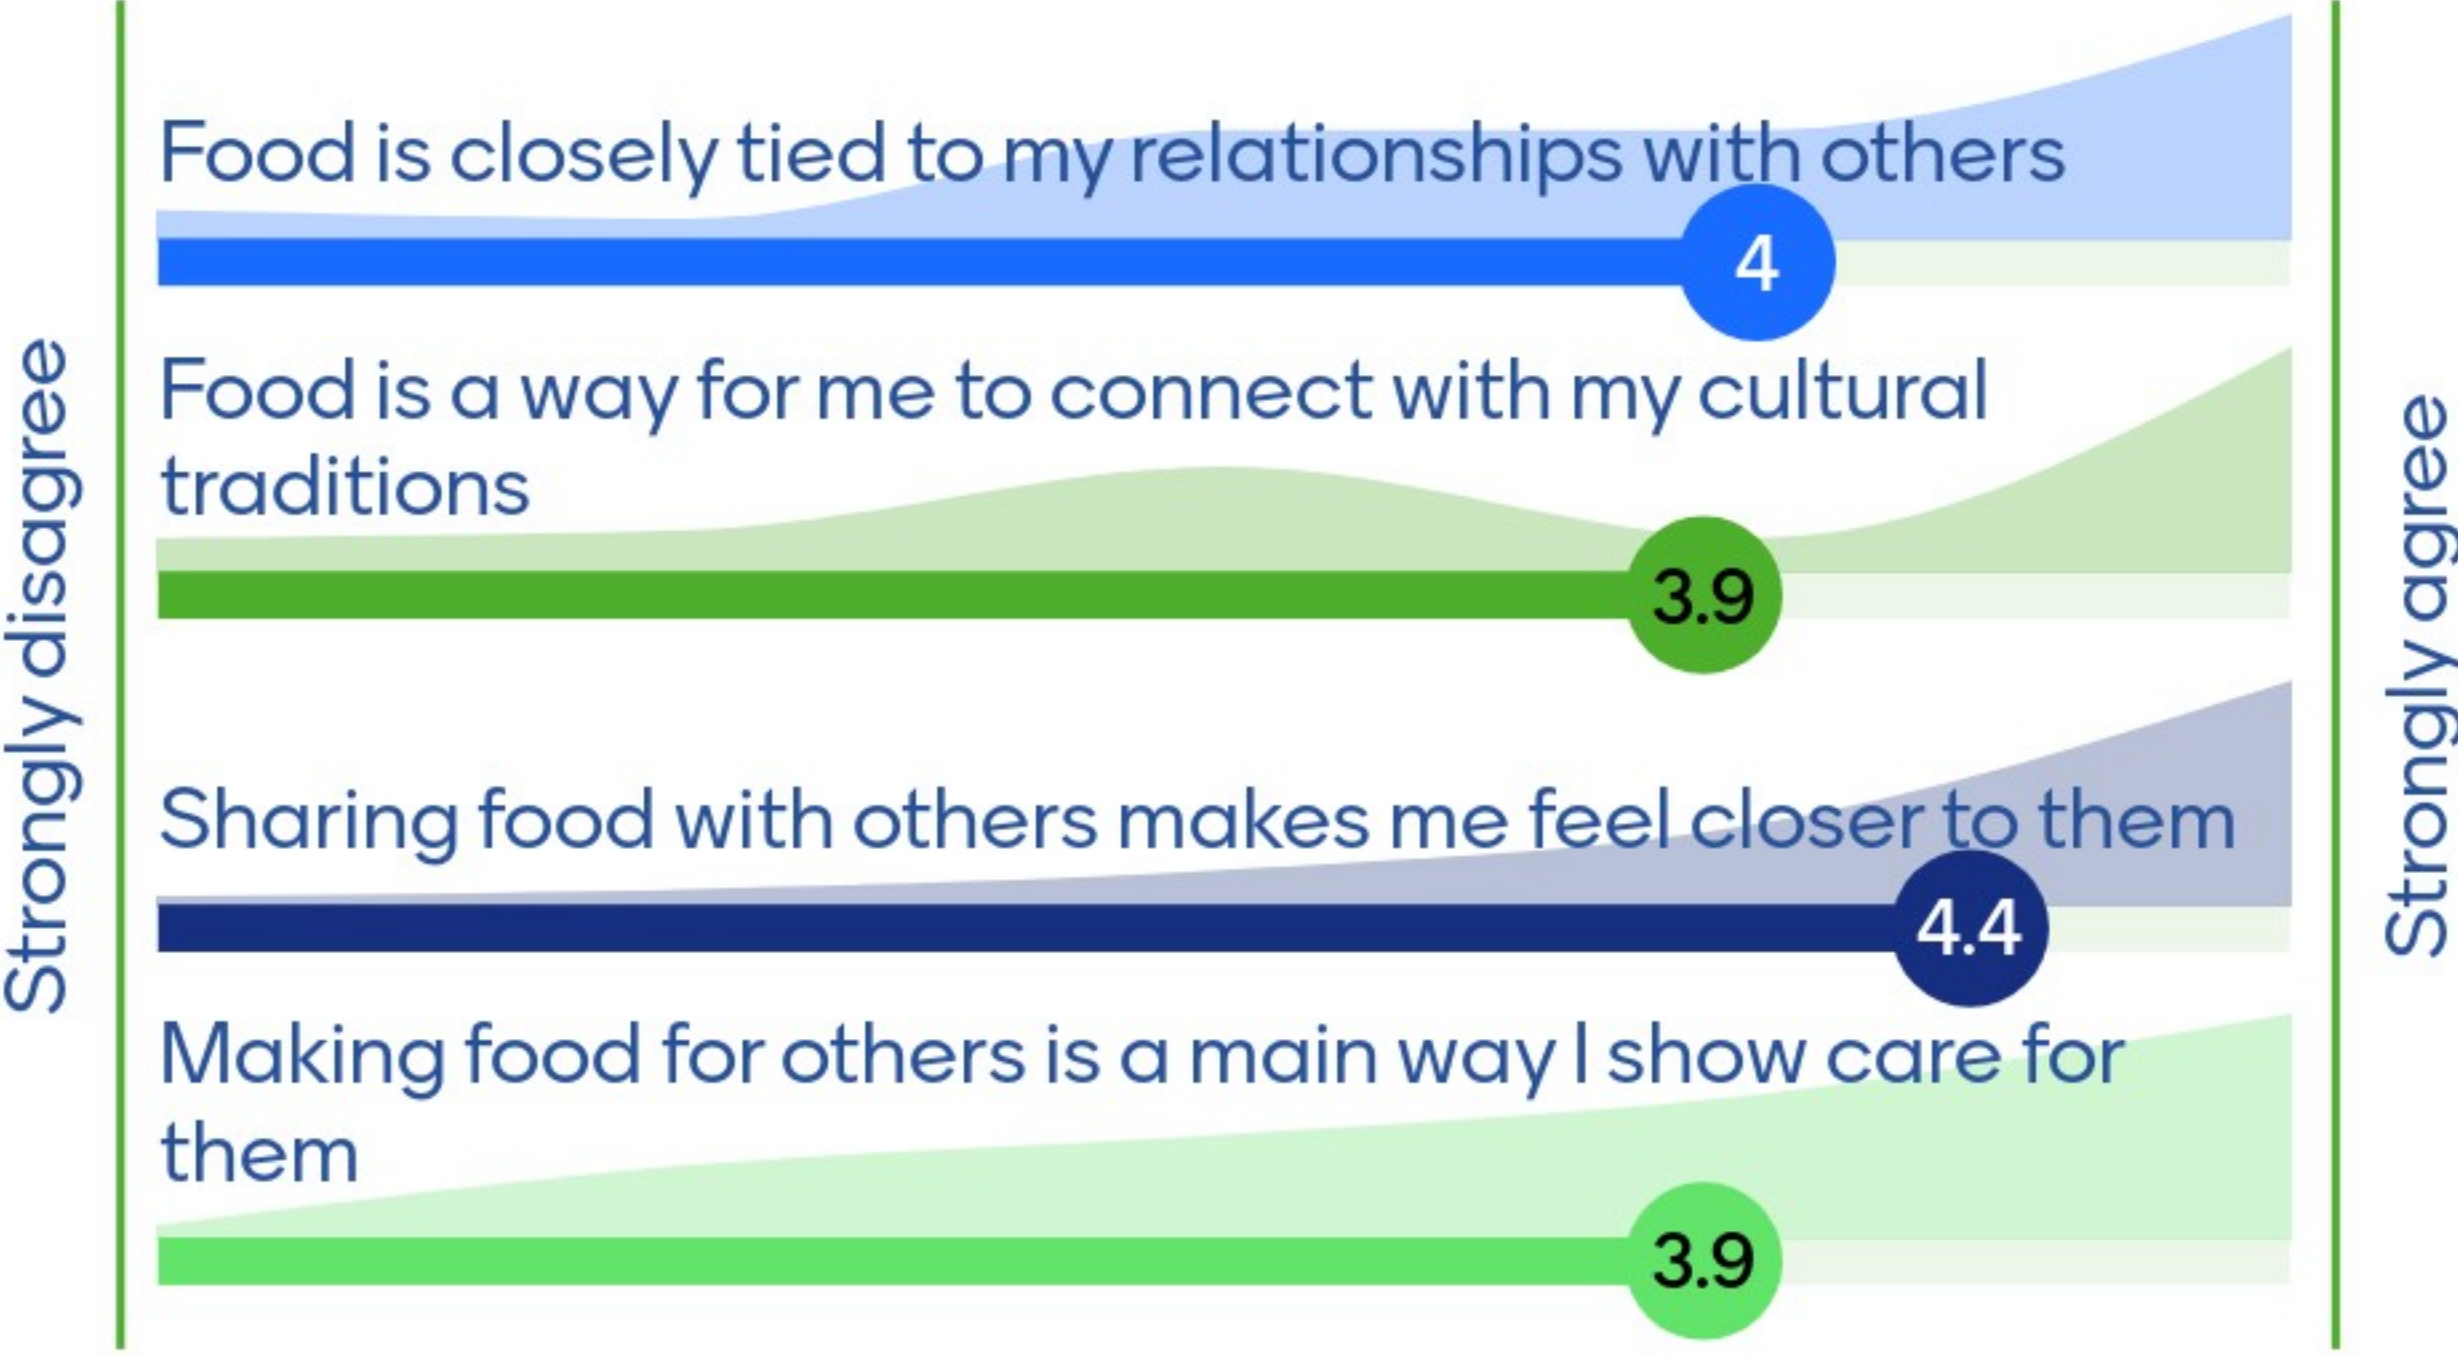 Strongly disagree
Food is closely tied to my relationships with others
4
Food is a way for me to connect with my cultural
traditions
3.9
Sharing food with others makes me feel closer to them
4.4
Making food for others is a main way I show care for
them
3.9
Strongly agree